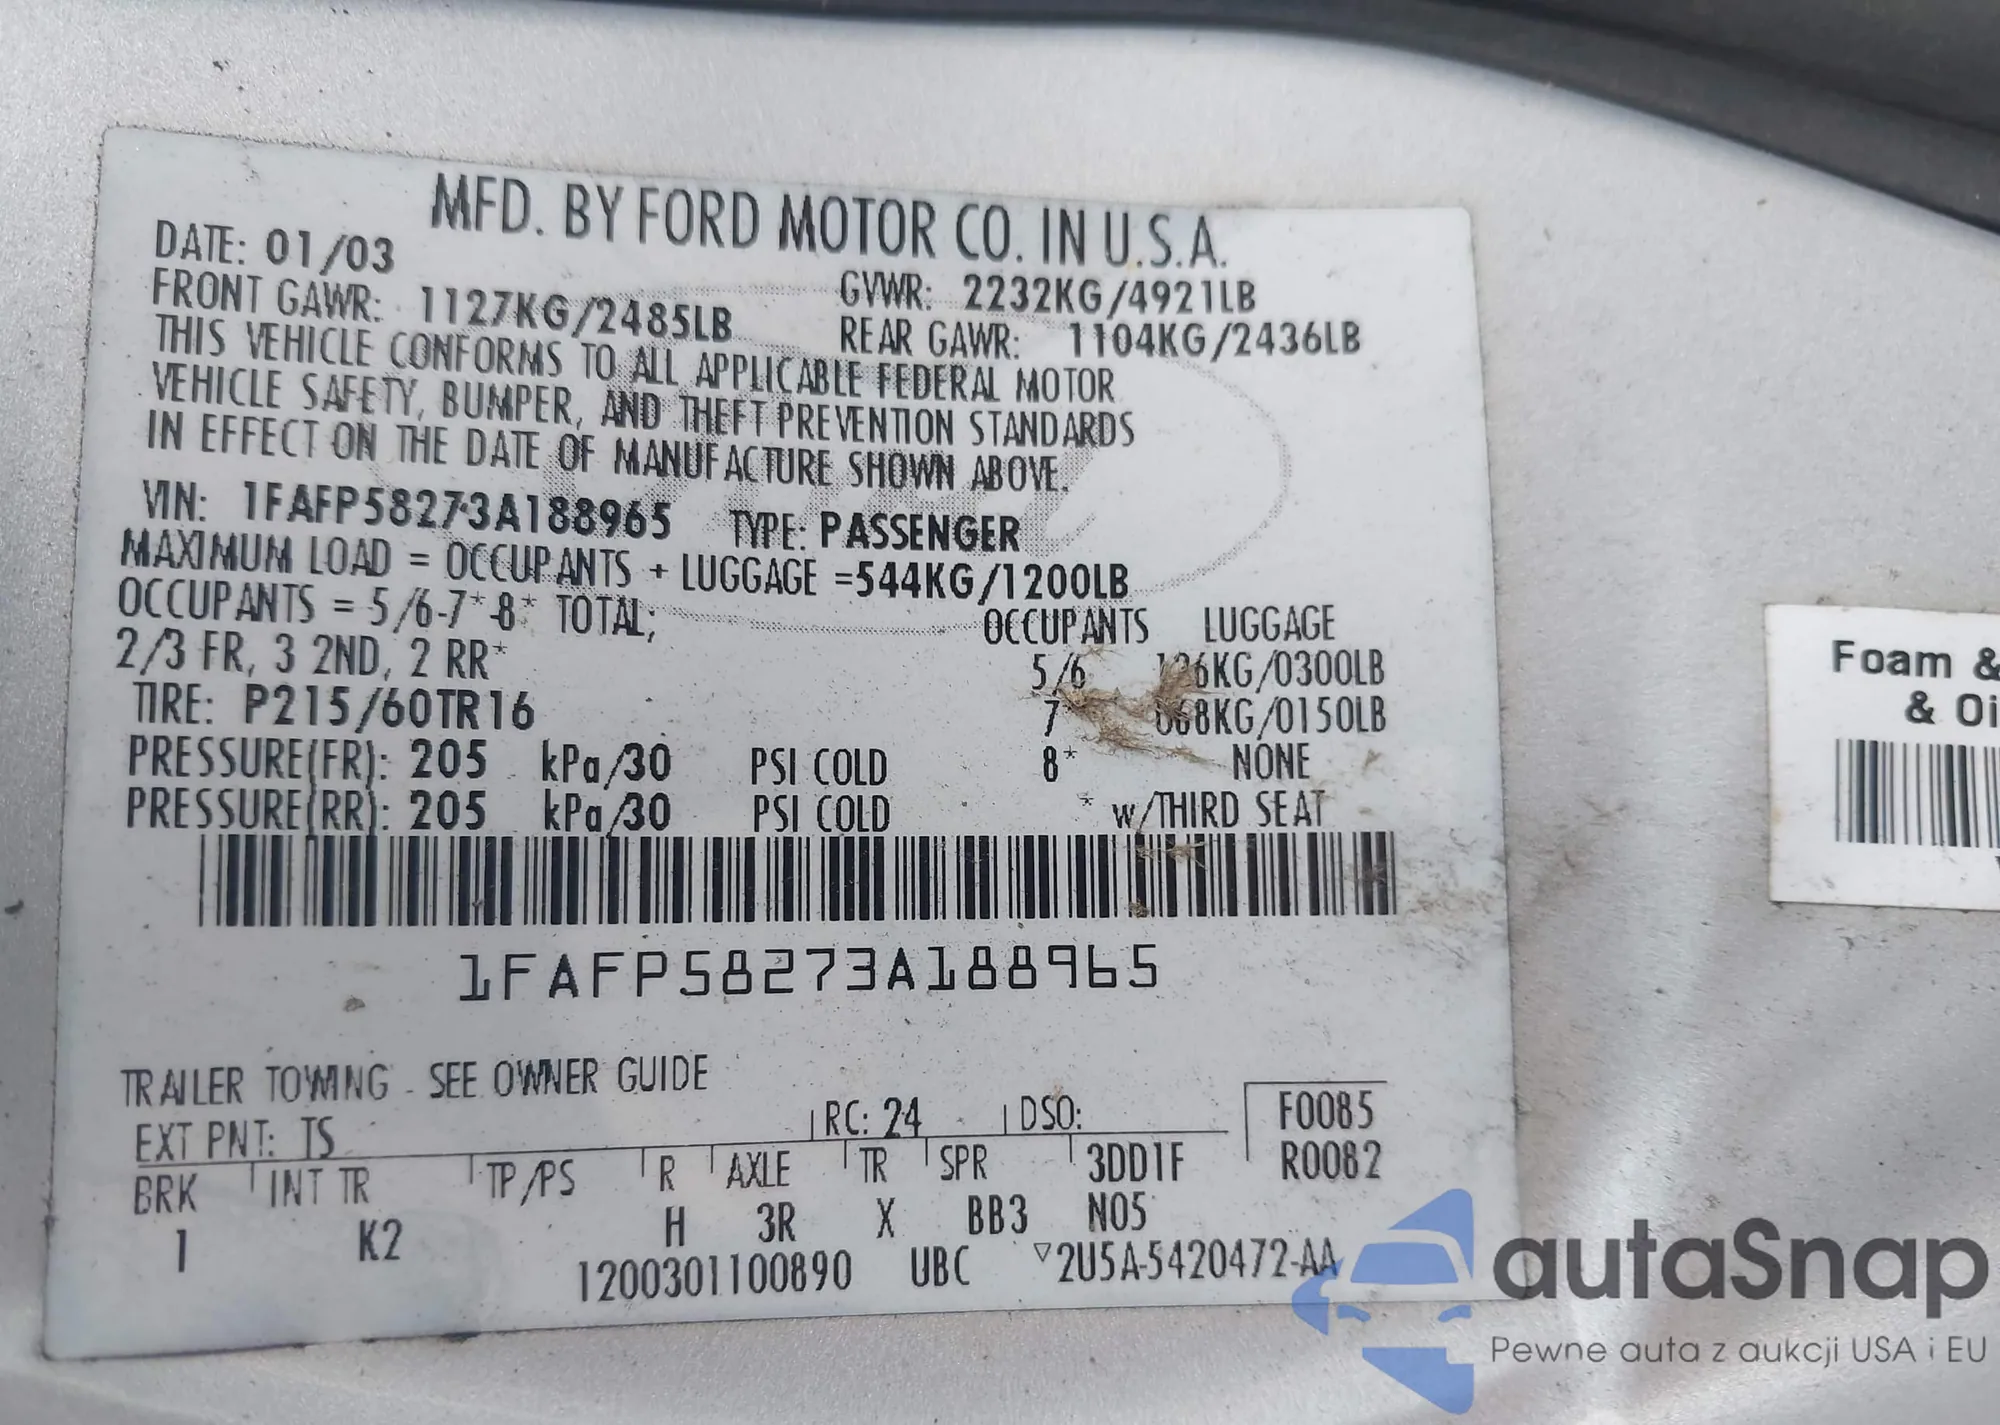 MFD. BY FORD MOTOR CO. IN U.S.A.
DATE: 01/03
GVWR: 2232KG/4921LB
FRONT GAWR: 1127KG/2485LB
REAR GAWR: 1104KG/2436LB
THIS VEHICLE CONFORMS TO ALL APPLICABLE FEDERAL MOTOR
VEHICLE SAFETY, BUMPER, AND THEFT PREVENTION STANDARDS
IN EFFECT ON THE DATE OF MANUFACTURE SHOWN ABOVE.
VIN: 1FAFP58273A188965 TYPE: PASSENGER
MAXIMUM LOAD = OCCUPANTS + LUGGAGE =544KG/1200LB
OCCUPANTS = 5/6-7*-8* TOTAL; OCCUPANTS LUGGAGE
2/3 FR, 3 2ND, 2 RR* 5/6 KG/0300LB
TIRE: P215/60TR16 7 KG/0150LB
PRESSURE(FR): 205 kPa/30 PSI COLD 8* NONE
PRESSURE(RR): 205 kPa/30 PSI COLD * w/THIRD SEAT
1FAFP58273A188965
TRAILER TOWING - SEE OWNER GUIDE
EXT PNT: TS RC: 24 DSO: F0085
BRK INT TR TP/PS R AXLE TR SPR 3DD1F R0082
1 K2 H 3R X BB3 N05
1200301100890 UBC ▽2U5A-5420472-AA
Foam &
& Oi
autaSnap
Pewne auta z aukcji USA i EU